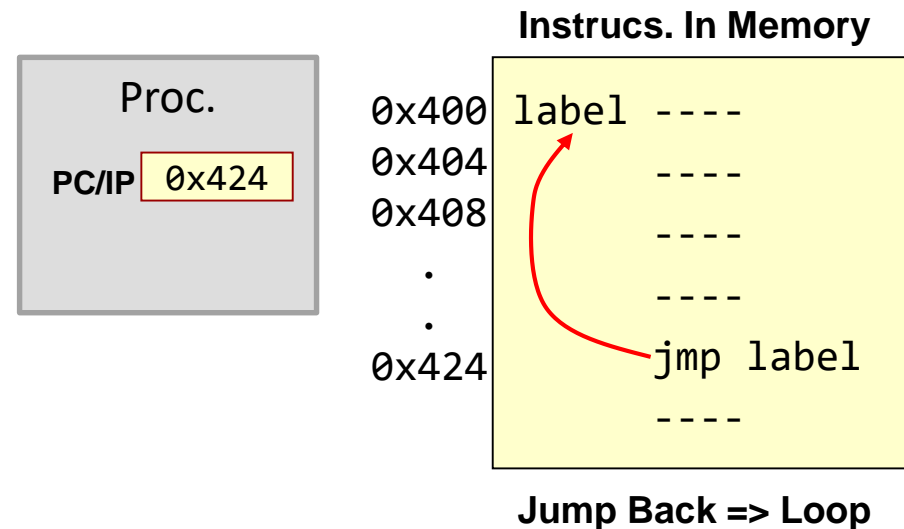 Instrucs. In Memory
Proc.
PC/IP 0x424
0x400 label ----
0x404 ----
0x408 ----
. ----
.
0x424 jmp label
----
Jump Back => Loop